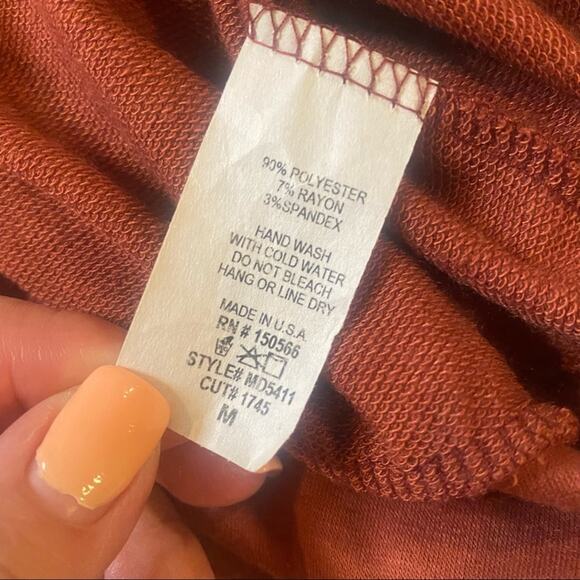 90% POLYESTER
7% RAYON
3%SPANDEX
HAND WASH
WITH COLD WATER
DO NOT BLEACH
HANG OR LINE DRY
MADE IN U.S.A
RN # 150566
STYLE# MD5411
CUT# 1745
M